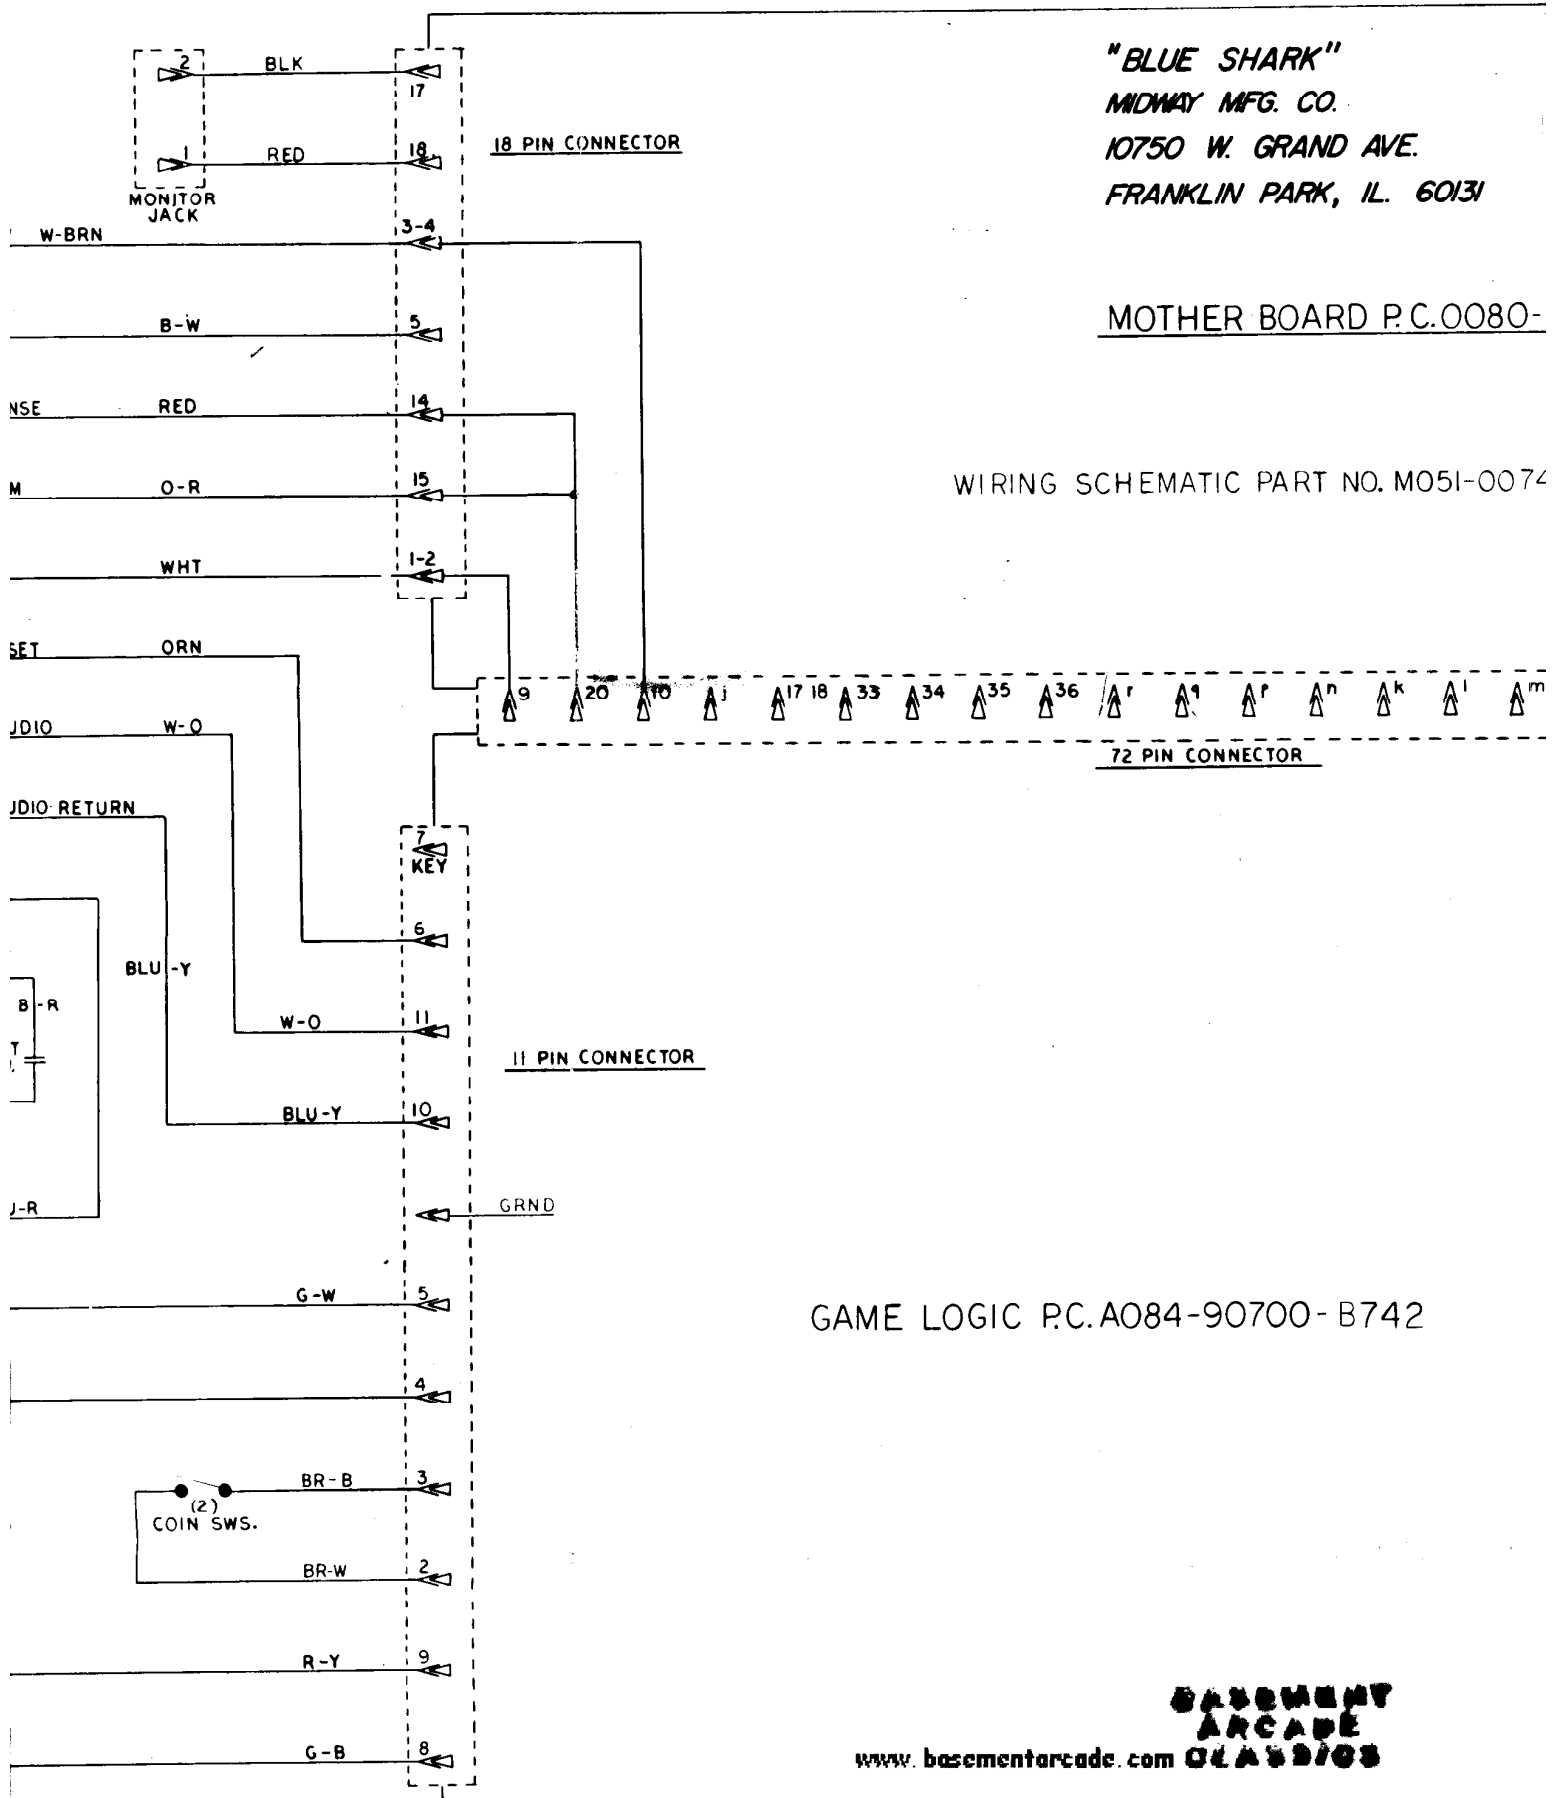 "BLUE SHARK"
MIDWAY MFG. CO.
10750 W. GRAND AVE.
FRANKLIN PARK, IL. 60131
MOTHER BOARD P.C.0080-
WIRING SCHEMATIC PART NO. M051-0074
2 BLK 17
1 RED 18
MONITOR
JACK
18 PIN CONNECTOR
W-BRN 3-4
B-W 5
NSE RED 14
M O-R 15
WHT 1-2
SET ORN
UDIO W-O
UDIO RETURN
9 20 10 j 17 18 33 34 35 36 r q p n k l m
72 PIN CONNECTOR
7
KEY
6
BLU-Y
B-R
T
W-O 11
11 PIN CONNECTOR
BLU-Y 10
U-R
GRND
G-W 5
GAME LOGIC P.C.A084-90700-B742
4
BR-B 3
(2)
COIN SWS.
BR-W 2
R-Y 9
G-B 8
BASEMENT
ARCADE
www.basementarcade.com CLASSICS